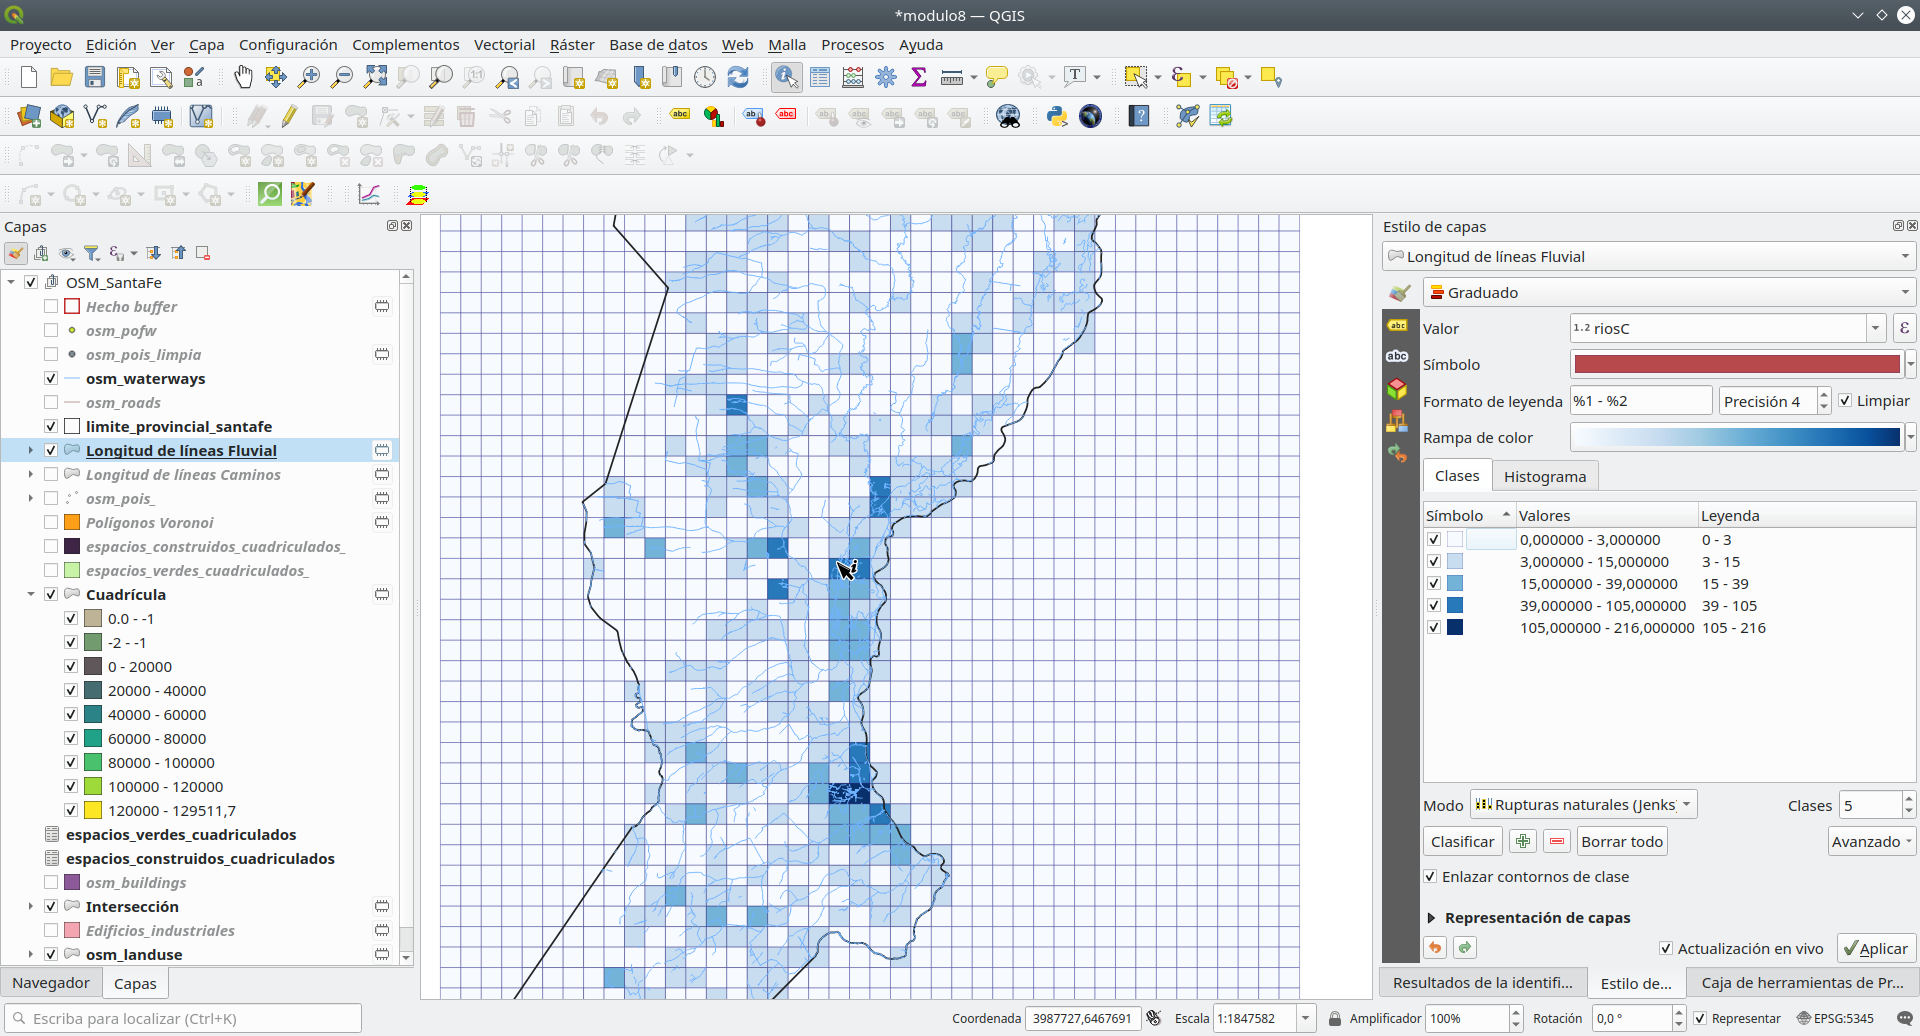 *modulo8 — QGIS
Proyecto Edición Ver Capa Configuración Complementos Vectorial Ráster Base de datos Web Malla Procesos Ayuda
Capas
OSM_SantaFe
Hecho buffer
osm_pofw
osm_pois_limpia
osm_waterways
osm_roads
limite_provincial_santafe
Longitud de líneas Fluvial
Longitud de líneas Caminos
osm_pois_
Polígonos Voronoi
espacios_construidos_cuadriculados_
espacios_verdes_cuadriculados_
Cuadrícula
0.0 - -1
-2 - -1
0 - 20000
20000 - 40000
40000 - 60000
60000 - 80000
80000 - 100000
100000 - 120000
120000 - 129511,7
espacios_verdes_cuadriculados
espacios_construidos_cuadriculados
osm_buildings
Intersección
Edificios_industriales
osm_landuse
Navegador Capas
Estilo de capas
Longitud de líneas Fluvial
Graduado
Valor 1.2 riosC ε
Símbolo
Formato de leyenda %1 - %2 Precisión 4 Limpiar
Rampa de color
Clases Histograma
Símbolo Valores Leyenda
0,000000 - 3,000000 0 - 3
3,000000 - 15,000000 3 - 15
15,000000 - 39,000000 15 - 39
39,000000 - 105,000000 39 - 105
105,000000 - 216,000000 105 - 216
Modo Rupturas naturales (Jenks) Clases 5
Clasificar Borrar todo Avanzado
Enlazar contornos de clase
Representación de capas
Actualización en vivo Aplicar
Resultados de la identifi... Estilo de... Caja de herramientas de Pr...
Escriba para localizar (Ctrl+K) Coordenada 3987727,6467691 Escala 1:1847582 Amplificador 100% Rotación 0,0 ° Representar EPSG:5345